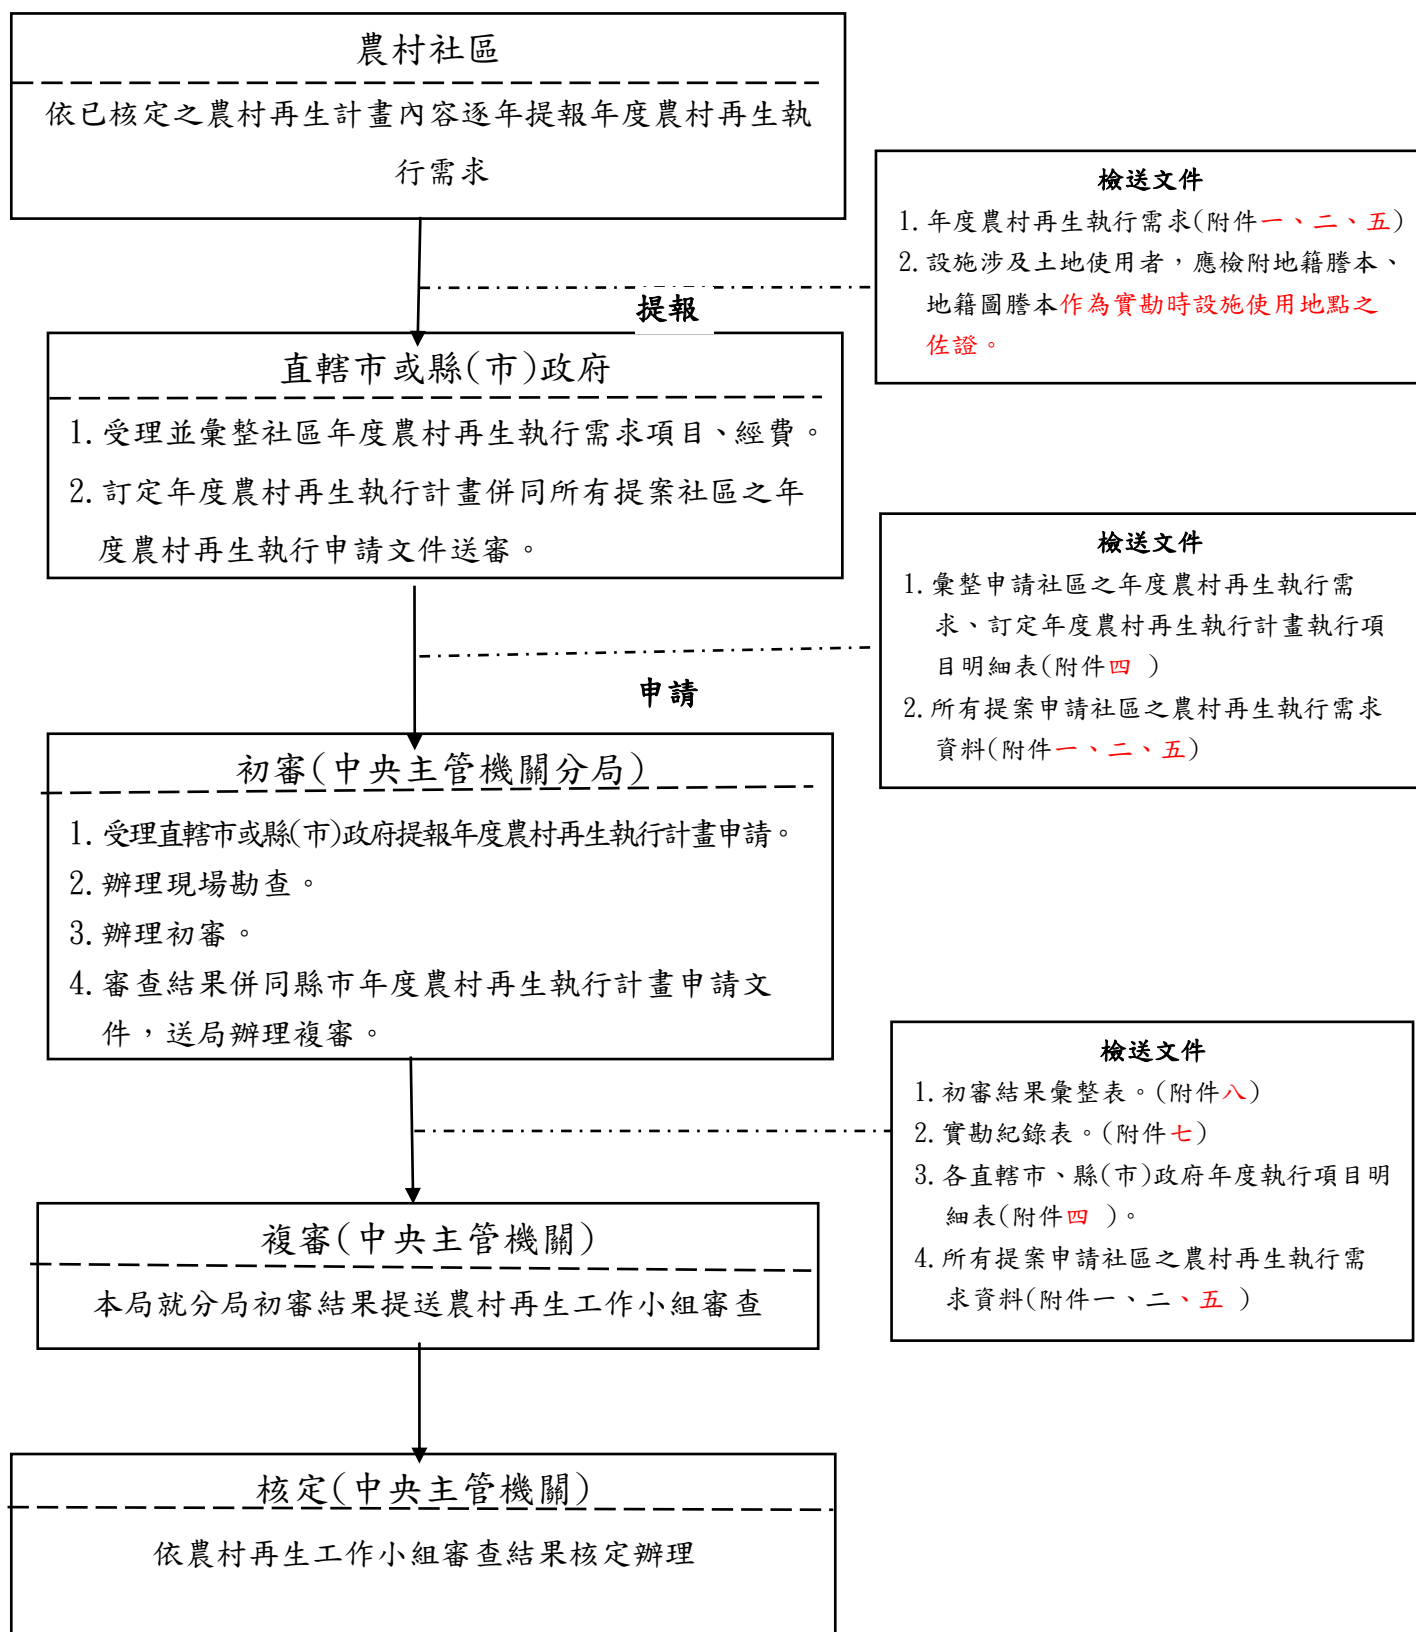 農村社區
依已核定之農村再生計畫內容逐年提報年度農村再生執
行需求
檢送文件
1.年度農村再生執行需求(附件一、二、五)
2.設施涉及土地使用者，應檢附地籍謄本、
地籍圖謄本作為實勘時設施使用地點之
佐證。
提報
直轄市或縣(市)政府
1.受理並彙整社區年度農村再生執行需求項目、經費。
2.訂定年度農村再生執行計畫併同所有提案社區之年
度農村再生執行申請文件送審。
檢送文件
1.彙整申請社區之年度農村再生執行需
求、訂定年度農村再生執行計畫執行項
目明細表(附件四 )
2.所有提案申請社區之農村再生執行需求
資料(附件一、二、五)
申請
初審(中央主管機關分局)
1.受理直轄市或縣(市)政府提報年度農村再生執行計畫申請。
2.辦理現場勘查。
3.辦理初審。
4.審查結果併同縣市年度農村再生執行計畫申請文
件，送局辦理複審。
檢送文件
1.初審結果彙整表。(附件八)
2.實勘紀錄表。(附件七)
3.各直轄市、縣(市)政府年度執行項目明
細表(附件四 )。
4.所有提案申請社區之農村再生執行需
求資料(附件一、二、五 )
複審(中央主管機關)
本局就分局初審結果提送農村再生工作小組審查
核定(中央主管機關)
依農村再生工作小組審查結果核定辦理